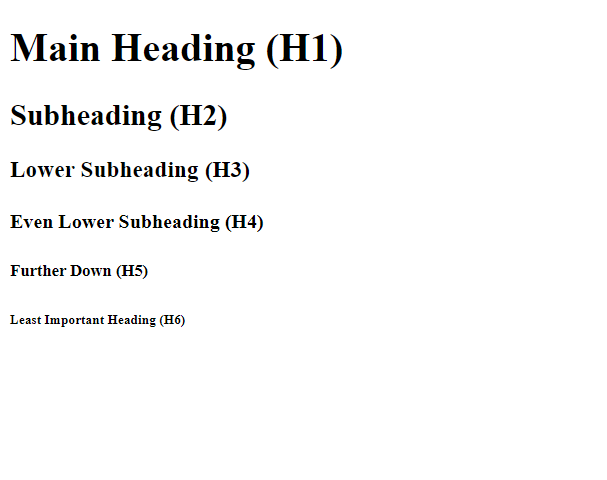 Main Heading (H1)
Subheading (H2)
Lower Subheading (H3)
Even Lower Subheading (H4)
Further Down (H5)
Least Important Heading (H6)